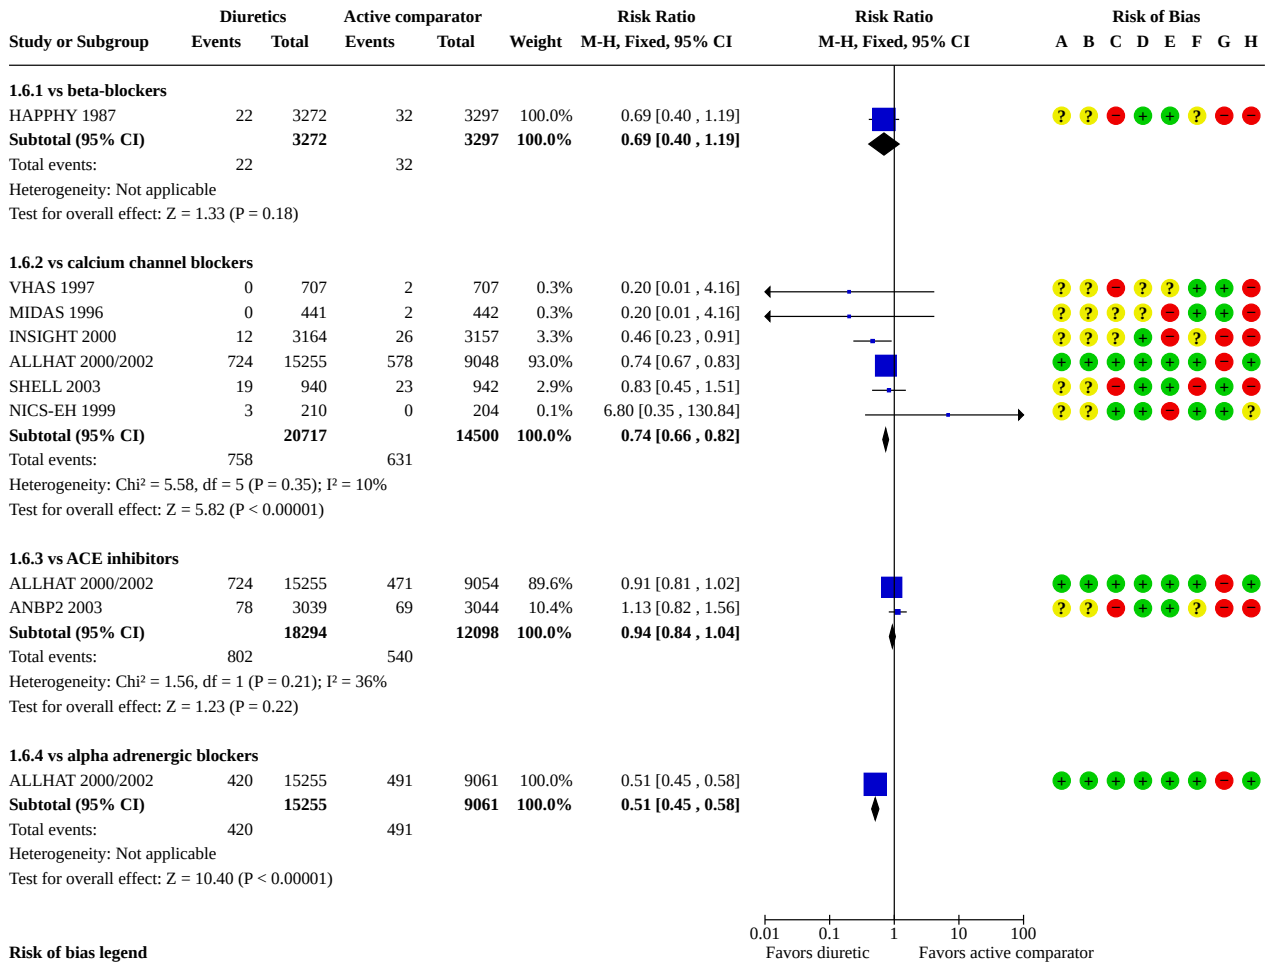 Diuretics Active comparator Risk Ratio Risk Ratio Risk of Bias
Study or Subgroup Events Total Events Total Weight M-H, Fixed, 95% CI M-H, Fixed, 95% CI A B C D E F G H
1.6.1 vs beta-blockers
HAPPHY 1987 22 3272 32 3297 100.0% 0.69 [0.40 , 1.19] ? ? − + + ? − −
Subtotal (95% CI) 3272 3297 100.0% 0.69 [0.40 , 1.19]
Total events: 22 32
Heterogeneity: Not applicable
Test for overall effect: Z = 1.33 (P = 0.18)
1.6.2 vs calcium channel blockers
VHAS 1997 0 707 2 707 0.3% 0.20 [0.01 , 4.16] ? ? − ? ? + + −
MIDAS 1996 0 441 2 442 0.3% 0.20 [0.01 , 4.16] ? ? ? ? − + + −
INSIGHT 2000 12 3164 26 3157 3.3% 0.46 [0.23 , 0.91] ? ? ? + − ? − −
ALLHAT 2000/2002 724 15255 578 9048 93.0% 0.74 [0.67 , 0.83] + + + + + + − +
SHELL 2003 19 940 23 942 2.9% 0.83 [0.45 , 1.51] ? ? − + + − + −
NICS-EH 1999 3 210 0 204 0.1% 6.80 [0.35 , 130.84] ? ? + + − + + ?
Subtotal (95% CI) 20717 14500 100.0% 0.74 [0.66 , 0.82]
Total events: 758 631
Heterogeneity: Chi² = 5.58, df = 5 (P = 0.35); I² = 10%
Test for overall effect: Z = 5.82 (P < 0.00001)
1.6.3 vs ACE inhibitors
ALLHAT 2000/2002 724 15255 471 9054 89.6% 0.91 [0.81 , 1.02] + + + + + + − +
ANBP2 2003 78 3039 69 3044 10.4% 1.13 [0.82 , 1.56] ? ? − + + ? − −
Subtotal (95% CI) 18294 12098 100.0% 0.94 [0.84 , 1.04]
Total events: 802 540
Heterogeneity: Chi² = 1.56, df = 1 (P = 0.21); I² = 36%
Test for overall effect: Z = 1.23 (P = 0.22)
1.6.4 vs alpha adrenergic blockers
ALLHAT 2000/2002 420 15255 491 9061 100.0% 0.51 [0.45 , 0.58] + + + + + + − +
Subtotal (95% CI) 15255 9061 100.0% 0.51 [0.45 , 0.58]
Total events: 420 491
Heterogeneity: Not applicable
Test for overall effect: Z = 10.40 (P < 0.00001)
0.01 0.1 1 10 100
Favors diuretic Favors active comparator
Risk of bias legend